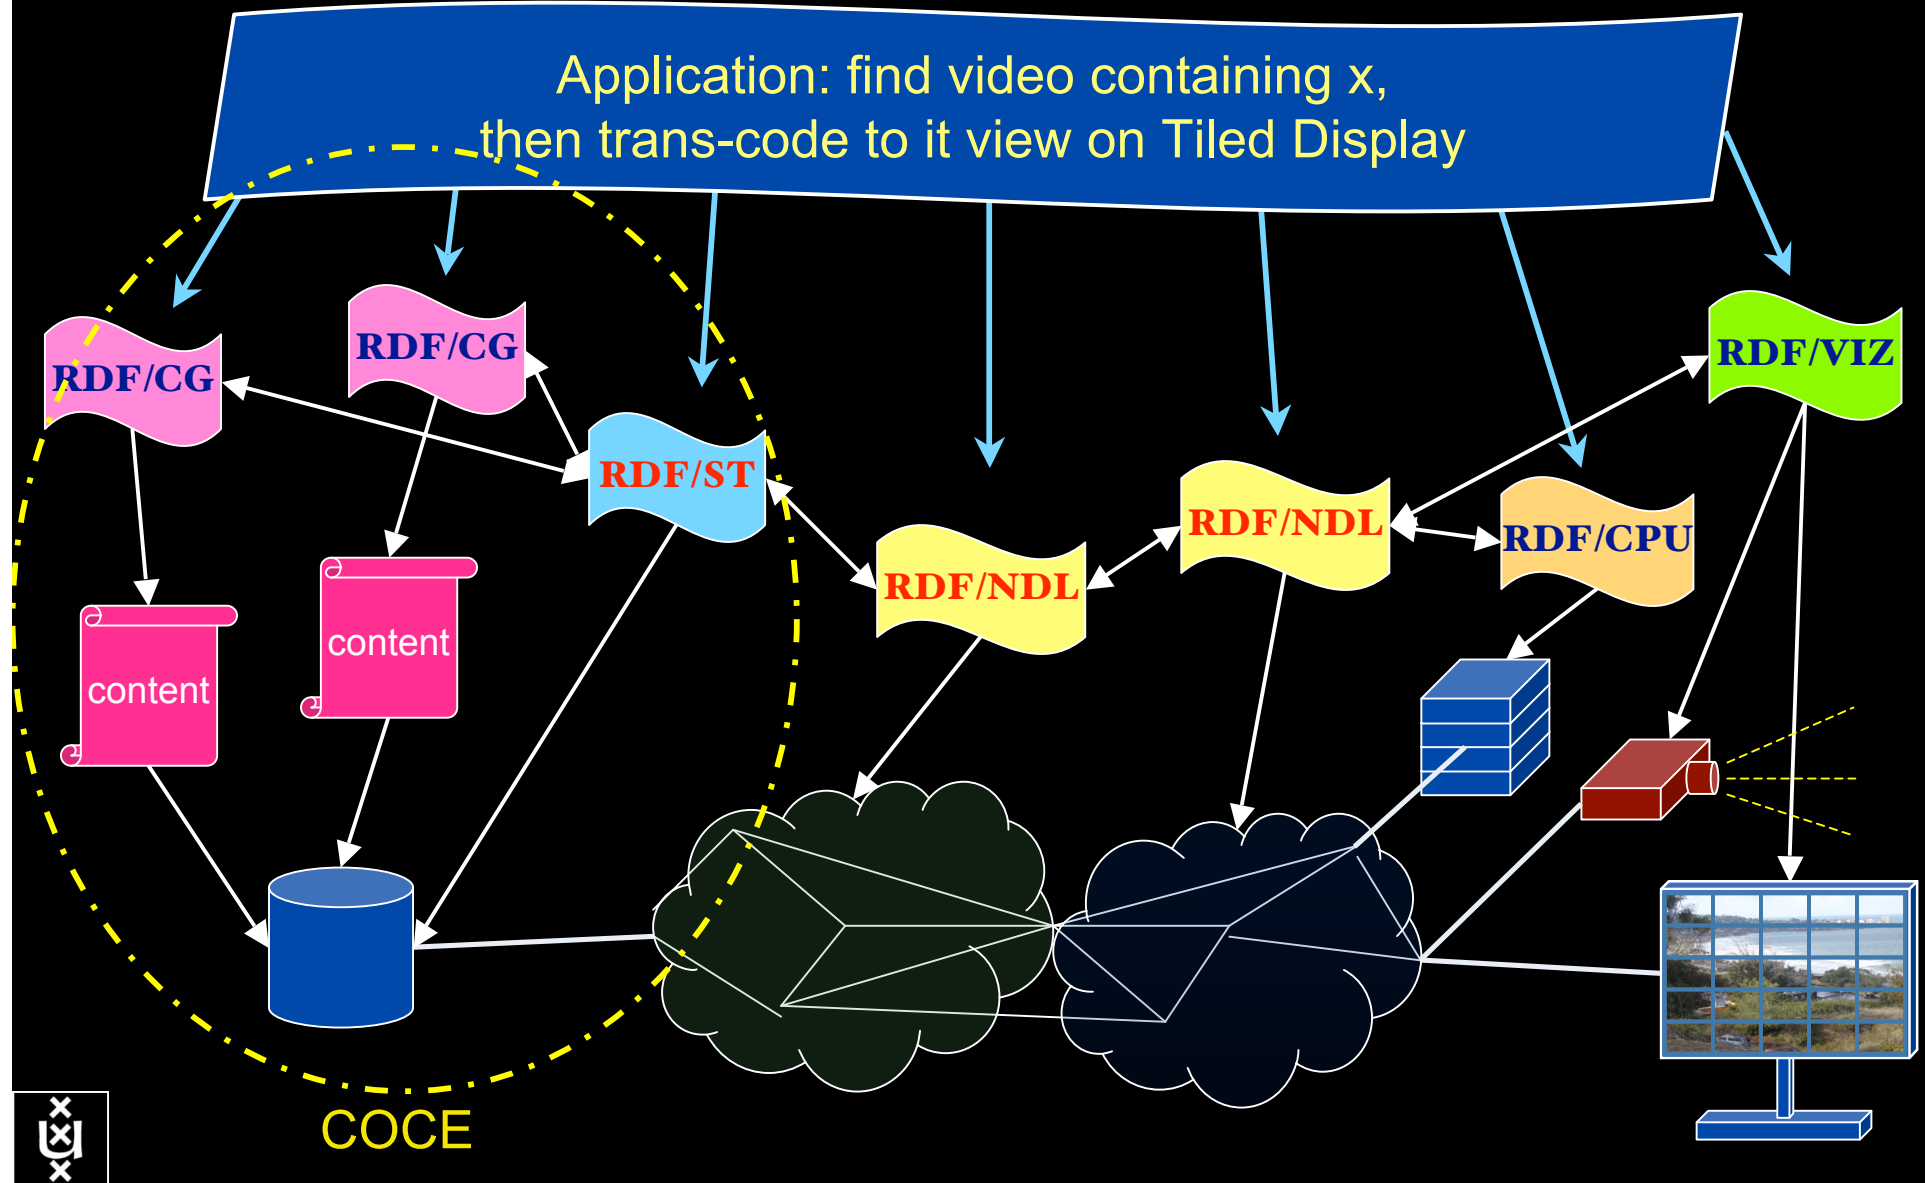 Application: find video containing x,
then trans-code to it view on Tiled Display
RDF/CG
RDF/CG
RDF/ST
RDF/NDL
RDF/NDL
RDF/CPU
RDF/VIZ
content
content
COCE